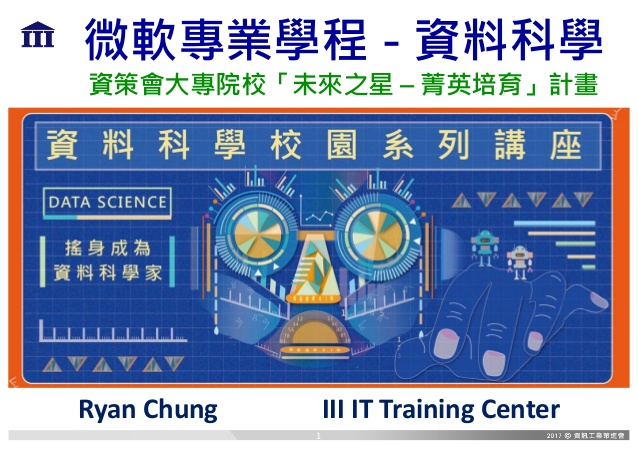 微軟專業學程 - 資料科學
資策會大專院校「未來之星 – 菁英培育」計畫
資料科學校園系列講座
DATA SCIENCE
搖身成為
資料科學家
Ryan Chung
III IT Training Center
1
2017 © 資訊工業策進會